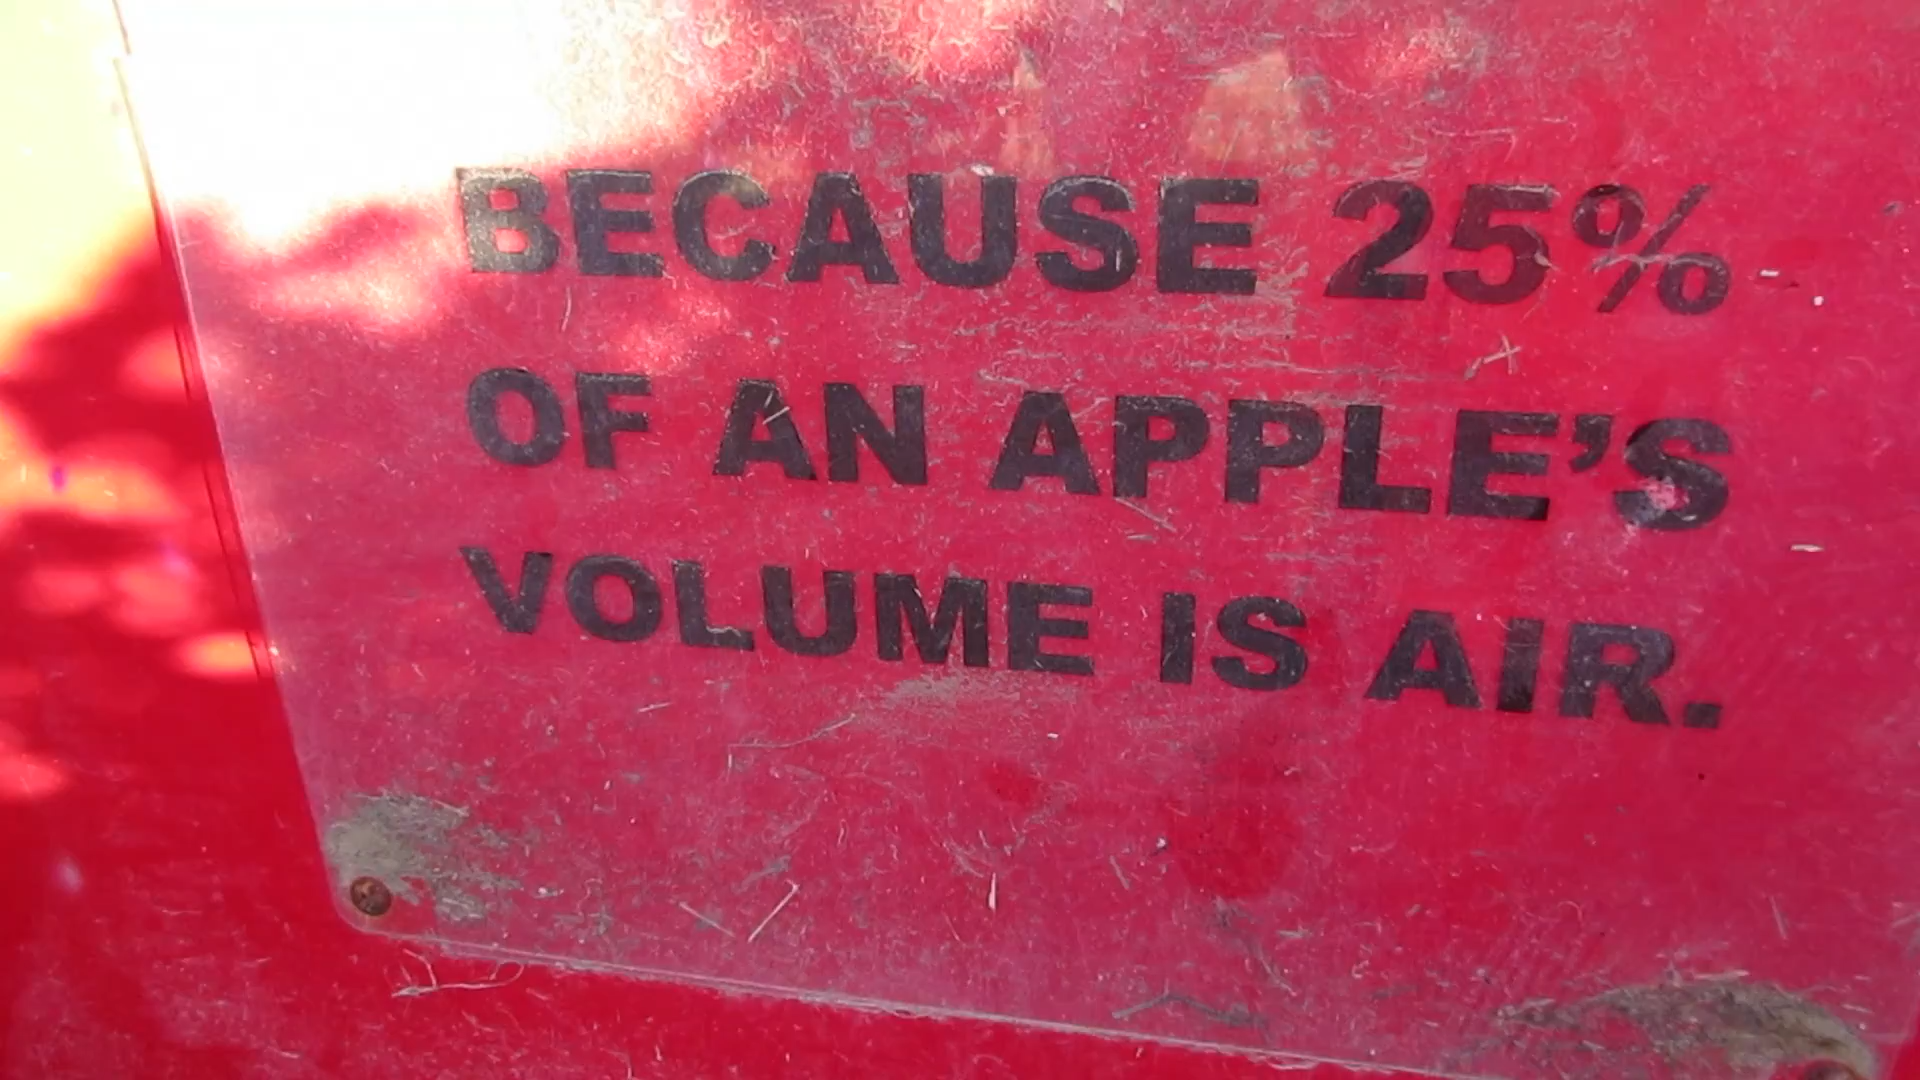 BECAUSE 25%
OF AN APPLE’S
VOLUME IS AIR.